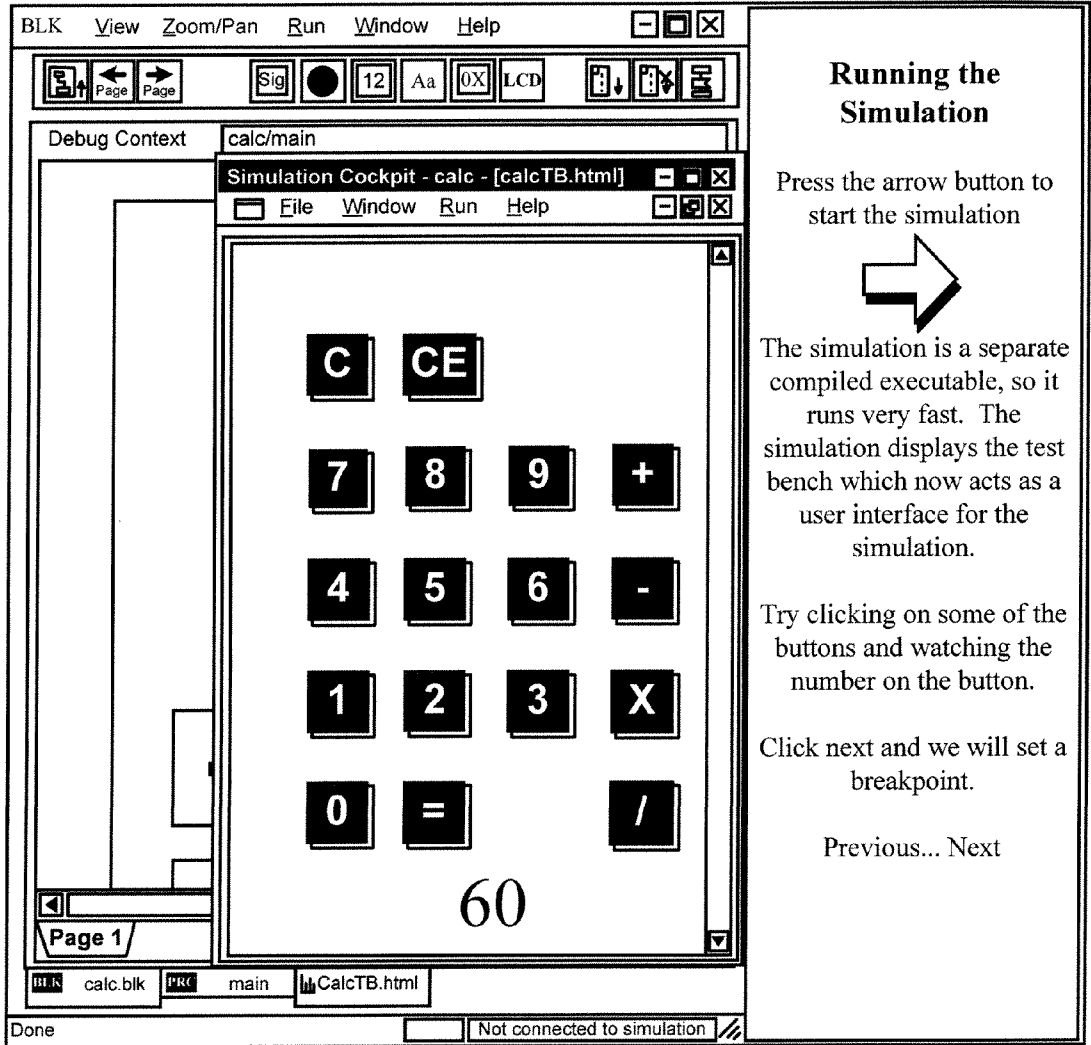 BLK View Zoom/Pan Run Window Help
Page Page Sig 12 Aa 0X LCD
Debug Context calc/main
Simulation Cockpit - calc - [calcTB.html]
File Window Run Help
C CE
7 8 9 +
4 5 6 -
1 2 3 X
0 = /
60
Page 1
BLK calc.blk PRC main CalcTB.html
Done Not connected to simulation
Running the
Simulation
Press the arrow button to
start the simulation
The simulation is a separate
compiled executable, so it
runs very fast. The
simulation displays the test
bench which now acts as a
user interface for the
simulation.
Try clicking on some of the
buttons and watching the
number on the button.
Click next and we will set a
breakpoint.
Previous... Next